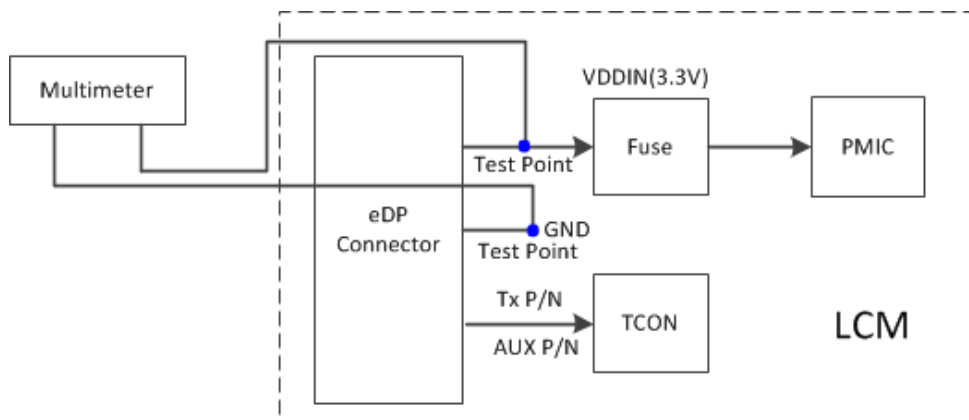 Multimeter
VDDIN(3.3V)
Fuse
PMIC
Test Point
eDP
Connector
GND
Test Point
Tx P/N
AUX P/N
TCON
LCM